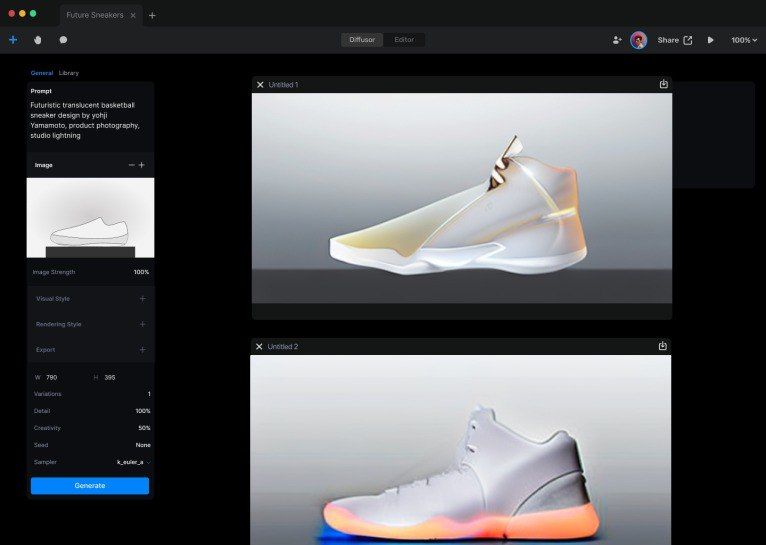 Future Sneakers
Diffusor Editor
Share
100%
General Library
Prompt
Futuristic translucent basketball
sneaker design by yohji
Yamamoto, product photography,
studio lightning
Image
Image Strength 100%
Visual Style
Rendering Style
Export
W 790 H 395
Variations 1
Detail 100%
Creativity 50%
Seed None
Sampler k_euler_a
Generate
Untitled 1
Untitled 2